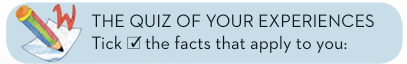 THE QUIZ OF YOUR EXPERIENCES
Tick ☑ the facts that apply to you: